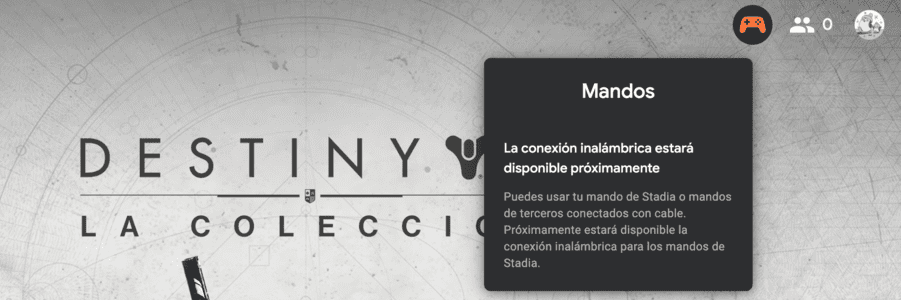 0
Mandos
La conexión inalámbrica estará
disponible próximamente
Puedes usar tu mando de Stadia o mandos
de terceros conectados con cable.
Próximamente estará disponible la
conexión inalámbrica para los mandos de
Stadia.
DESTINY
LA COLECCI